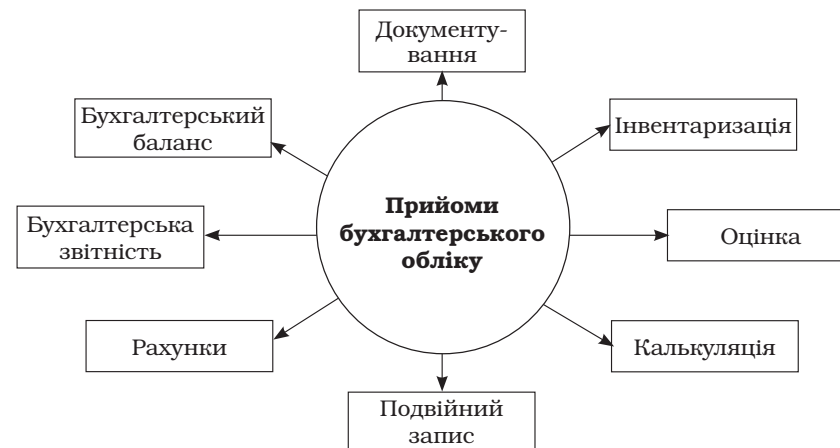 Документу-
вання
Бухгалтерський
баланс
Інвентаризація
Прийоми
бухгалтерського
обліку
Бухгалтерська
звітність
Оцінка
Рахунки
Калькуляція
Подвійний
запис